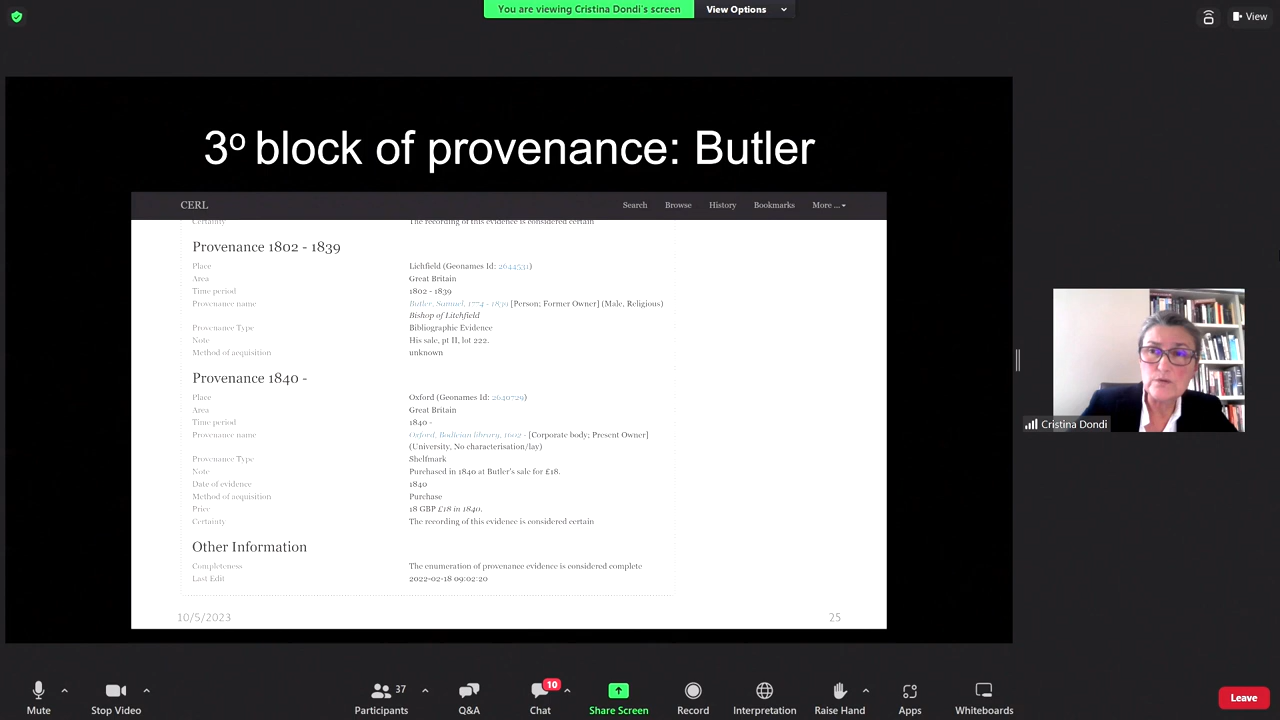 You are viewing Cristina Dondi's screen
View Options
View
3º block of provenance: Butler
CERL
Search
Browse
History
Bookmarks
More ...
Certainty
The recording of this evidence is considered certain
Provenance 1802 - 1839
Place
Lichfield (Geonames Id: 2644531)
Area
Great Britain
Time period
1802 - 1839
Provenance name
Butler, Samuel, 1774 - 1839 [Person; Former Owner] (Male, Religious)
Bishop of Litchfield
Provenance Type
Bibliographic Evidence
Note
His sale, pt II, lot 222.
Method of acquisition
unknown
Provenance 1840 -
Place
Oxford (Geonames Id: 2640729)
Area
Great Britain
Time period
1840 -
Provenance name
Oxford, Bodleian library, 1602 - [Corporate body; Present Owner]
(University, No characterisation/lay)
Provenance Type
Shelfmark
Note
Purchased in 1840 at Butler's sale for £18.
Date of evidence
1840
Method of acquisition
Purchase
Price
18 GBP £18 in 1840.
Certainty
The recording of this evidence is considered certain
Other Information
Completeness
The enumeration of provenance evidence is considered complete
Last Edit
2022-02-18 09:02:20
10/5/2023
25
Cristina Dondi
Mute
Stop Video
37
Participants
Q&A
10
Chat
Share Screen
Record
Interpretation
Raise Hand
Apps
Whiteboards
Leave